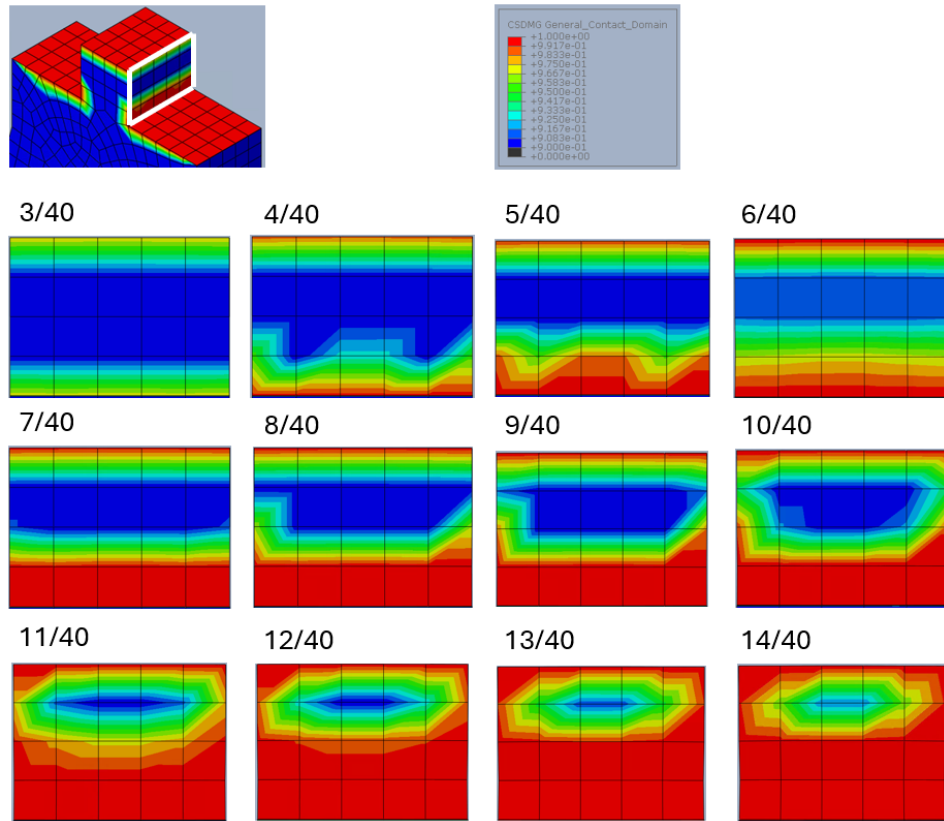 CSDMG General_Contact_Domain
+1.000e+00
+9.917e-01
+9.833e-01
+9.750e-01
+9.667e-01
+9.583e-01
+9.500e-01
+9.417e-01
+9.333e-01
+9.250e-01
+9.167e-01
+9.083e-01
+9.000e-01
+0.000e+00
3/40 4/40 5/40 6/40
7/40 8/40 9/40 10/40
11/40 12/40 13/40 14/40